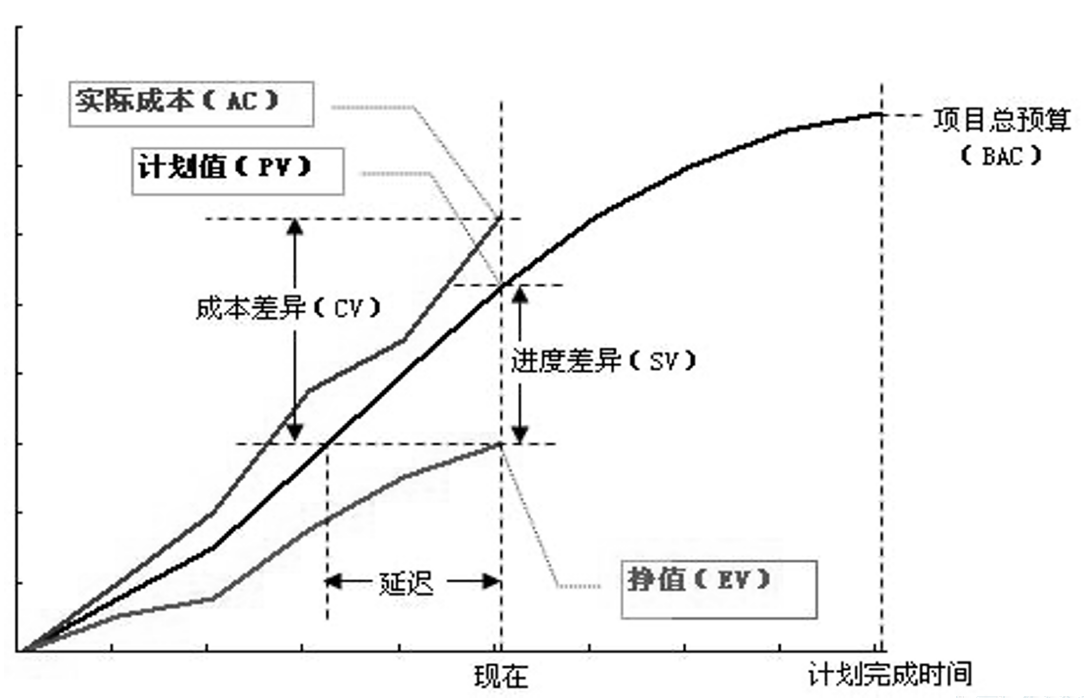 实际成本（AC）
计划值（PV）
项目总预算
（BAC）
成本差异（CV）
进度差异（SV）
延迟
挣值（EV）
现在
计划完成时间